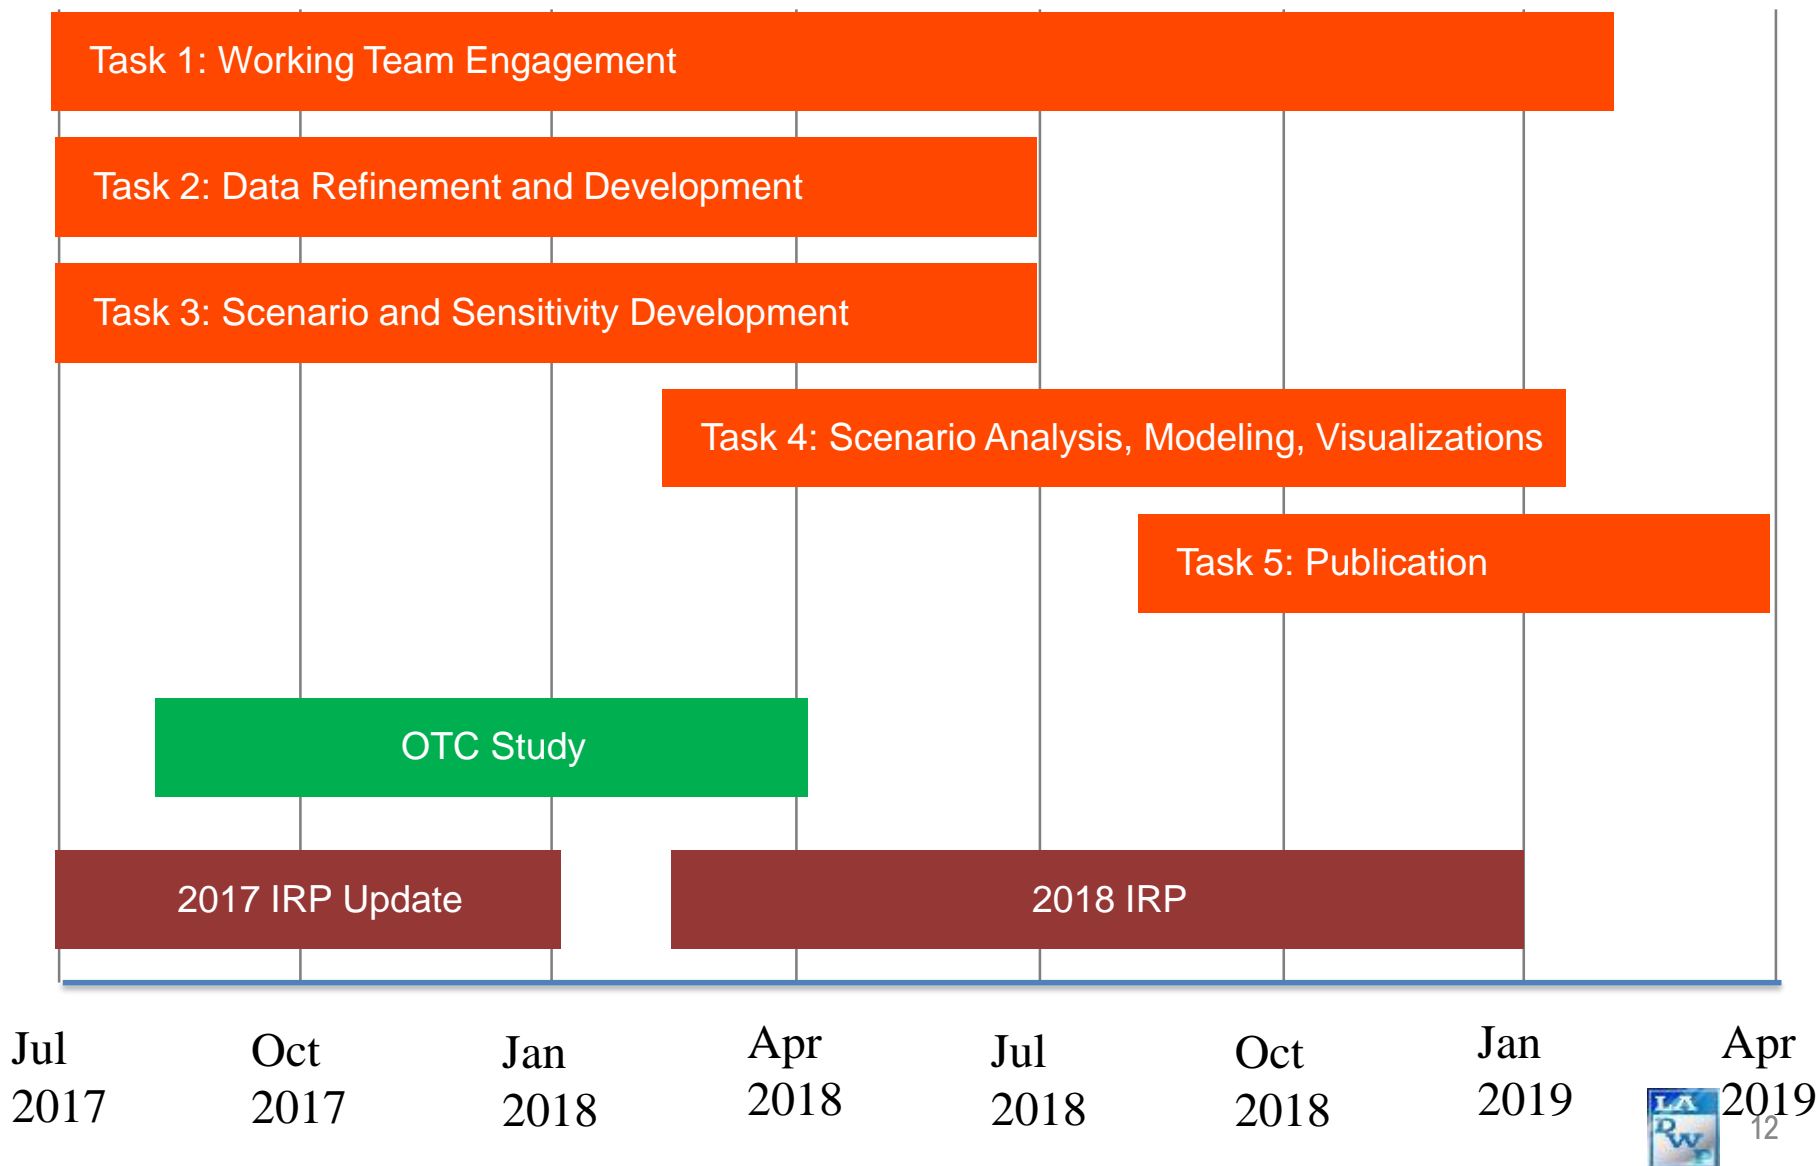 Task 1: Working Team Engagement
Task 2: Data Refinement and Development
Task 3: Scenario and Sensitivity Development
Task 4: Scenario Analysis, Modeling, Visualizations
Task 5: Publication
OTC Study
2017 IRP Update
2018 IRP
Jul
2017
Oct
2017
Jan
2018
Apr
2018
Jul
2018
Oct
2018
Jan
2019
Apr
2019
LA
DWP
12